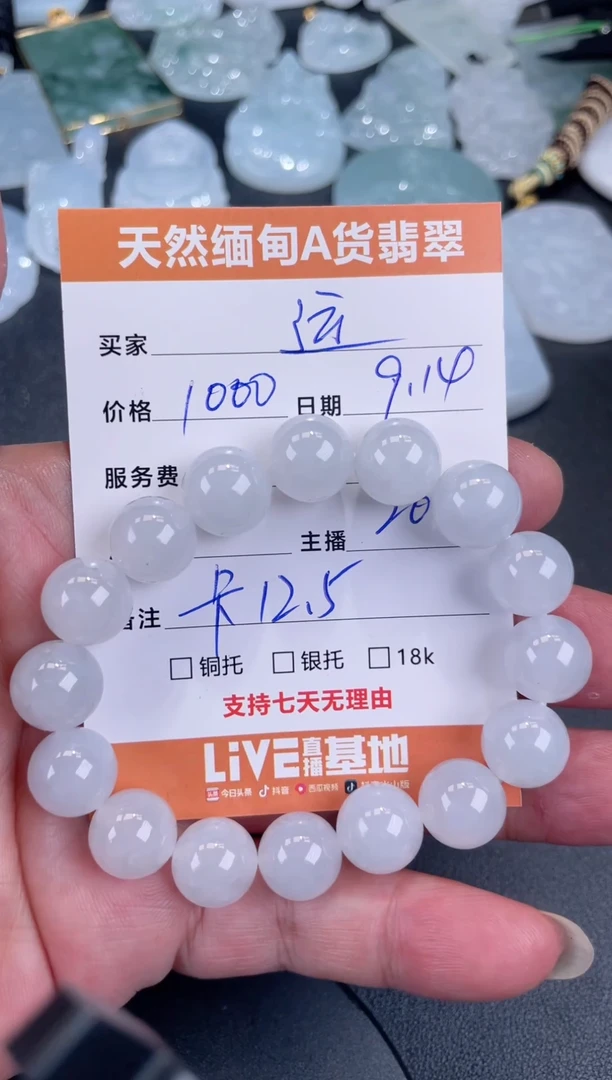 天然缅甸A货翡翠
买家 运
价格 1000 日期 9.14
服务费
主播 20
备注 卡12.5
□铜托 □银托 □18k
支持七天无理由
LiVE直播基地
今日头条 抖音 西瓜视频